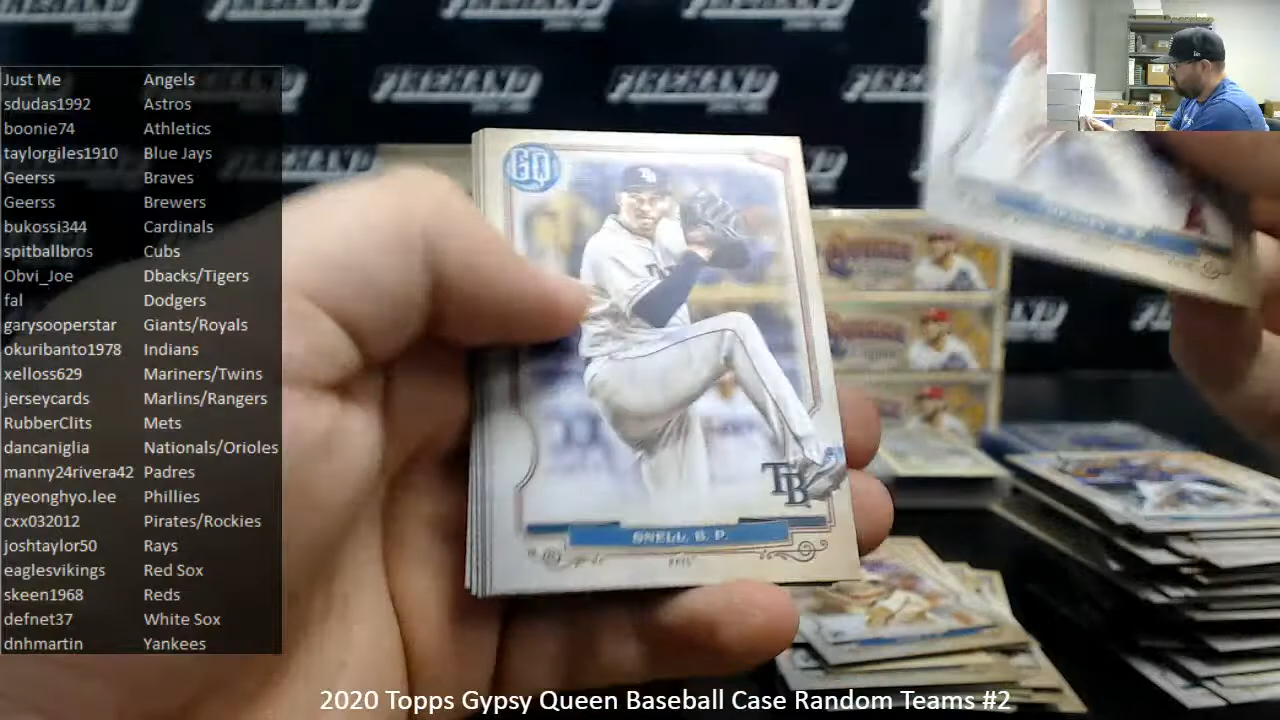 FIREHAND FIREHAND FIREHAND
Just Me Angels
sdudas1992 Astros
boonie74 Athletics
taylorgiles1910 Blue Jays
Geerss Braves
Geerss Brewers
bukossi344 Cardinals
spitballbros Cubs
Obvi_Joe Dbacks/Tigers
fal Dodgers
garysooperstar Giants/Royals
okuribanto1978 Indians
xelloss629 Mariners/Twins
jerseycards Marlins/Rangers
RubberClits Mets
dancaniglia Nationals/Orioles
manny24rivera42 Padres
gyeonghyo.lee Phillies
cxx032012 Pirates/Rockies
joshtaylor50 Rays
eaglesvikings Red Sox
skeen1968 Reds
defnet37 White Sox
dnhmartin Yankees
GQ
TB
SNELL. B. P.
2020 Topps Gypsy Queen Baseball Case Random Teams #2